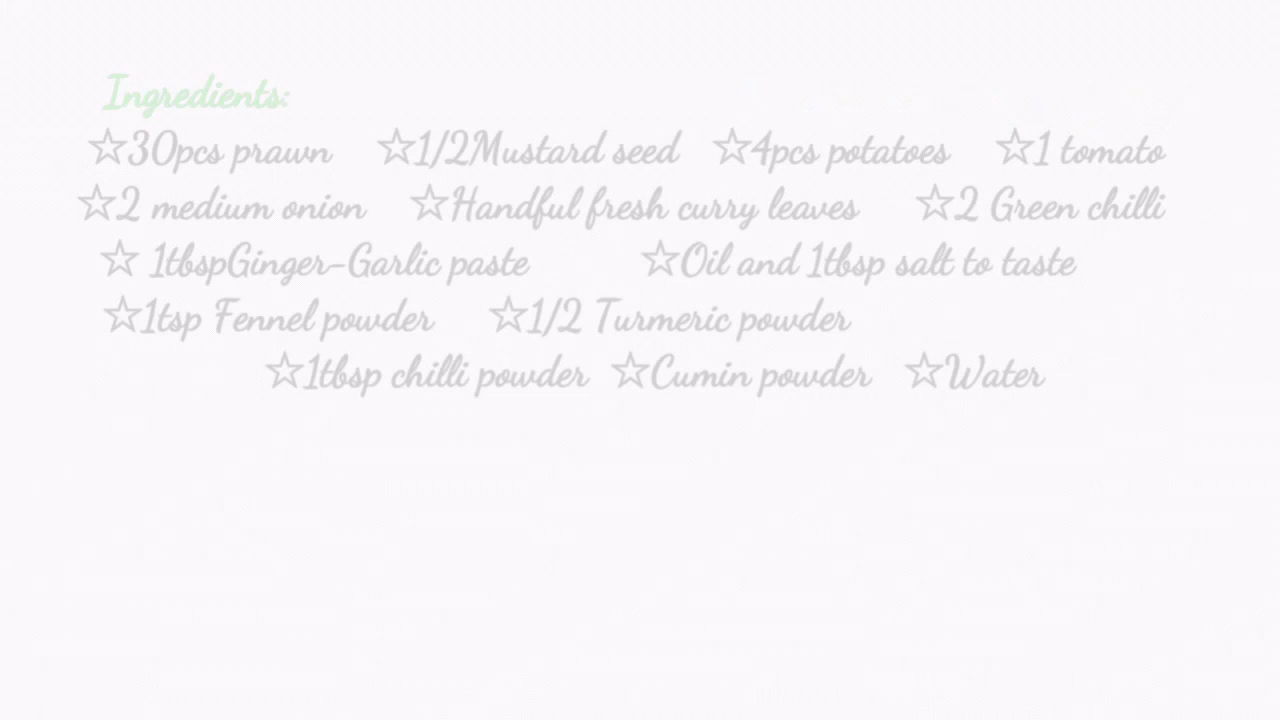 Ingredients:
☆30pcs prawn ☆1/2Mustard seed ☆4pcs potatoes ☆1 tomato
☆2 medium onion ☆Handful fresh curry leaves ☆2 Green chilli
☆ 1tbspGinger-Garlic paste ☆Oil and 1tbsp salt to taste
☆1tsp Fennel powder ☆1/2 Turmeric powder
☆1tbsp chilli powder ☆Cumin powder ☆Water